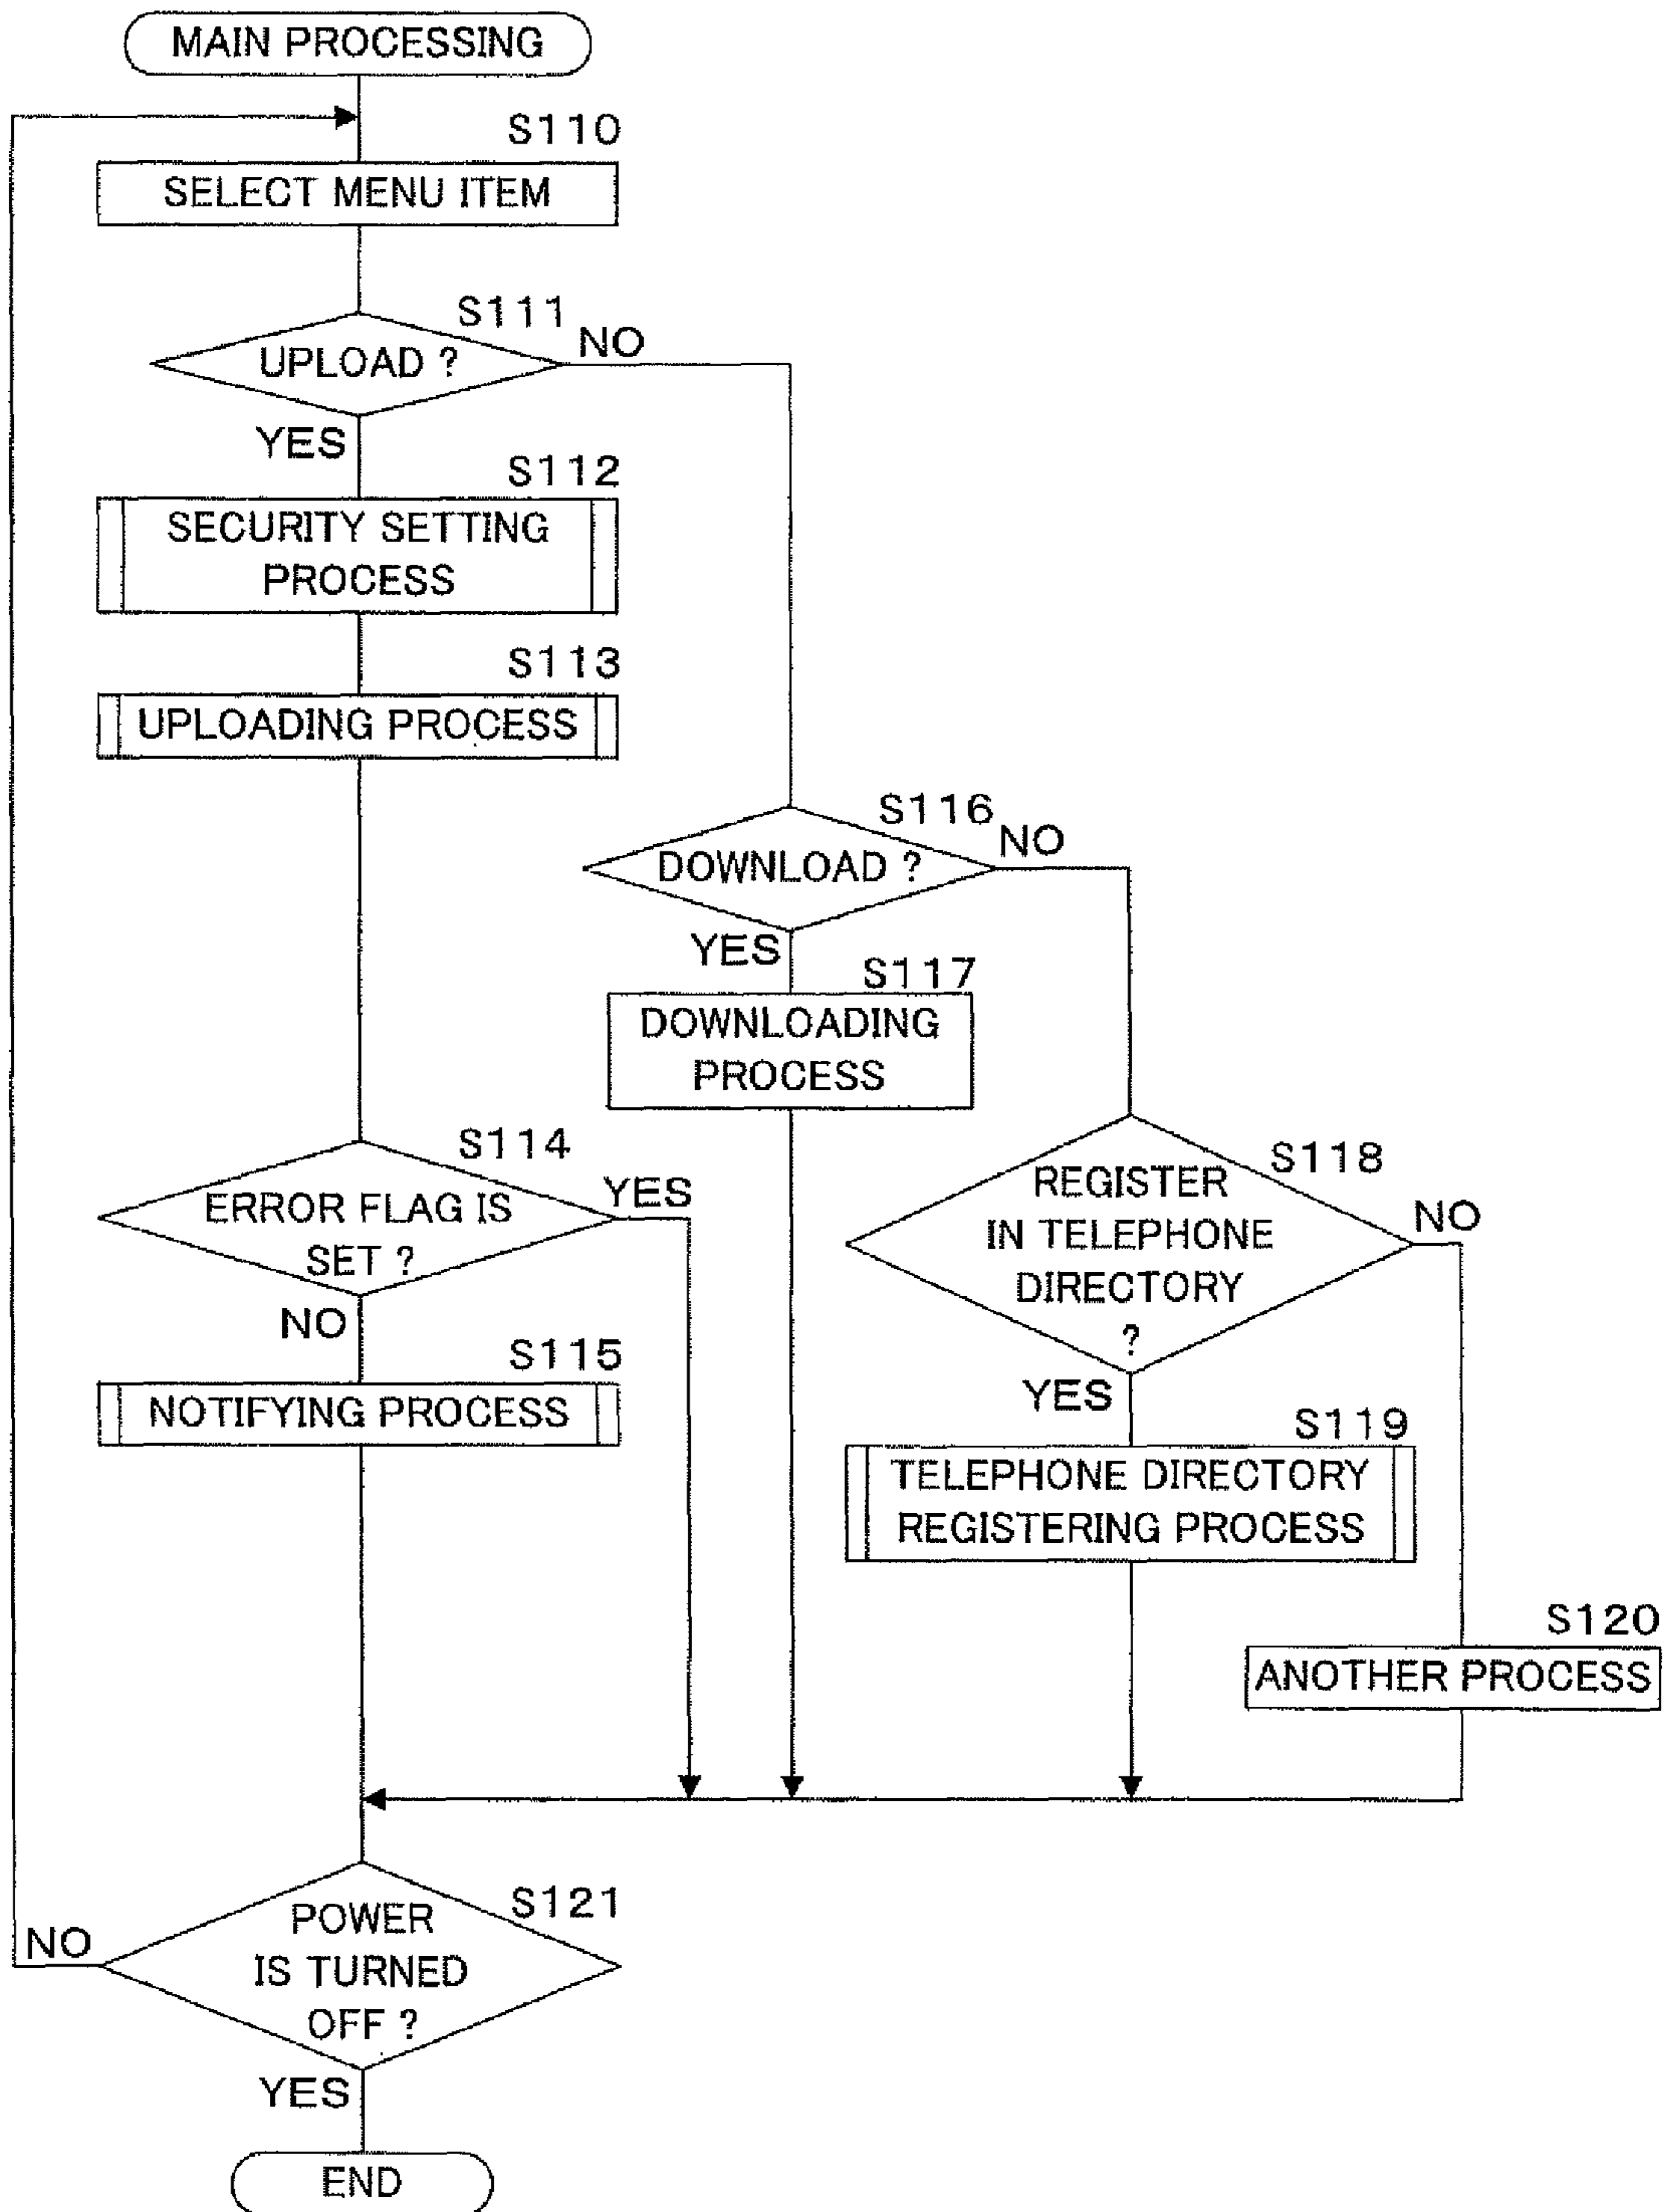 MAIN PROCESSING
S110
SELECT MENU ITEM
S111
UPLOAD ?
NO
YES
S112
SECURITY SETTING
PROCESS
S113
UPLOADING PROCESS
S116
DOWNLOAD ?
NO
YES
S117
DOWNLOADING
PROCESS
S114
ERROR FLAG IS
SET ?
YES
NO
S115
NOTIFYING PROCESS
S118
REGISTER
IN TELEPHONE
DIRECTORY
?
NO
YES
S119
TELEPHONE DIRECTORY
REGISTERING PROCESS
S120
ANOTHER PROCESS
S121
POWER
IS TURNED
OFF ?
NO
YES
END